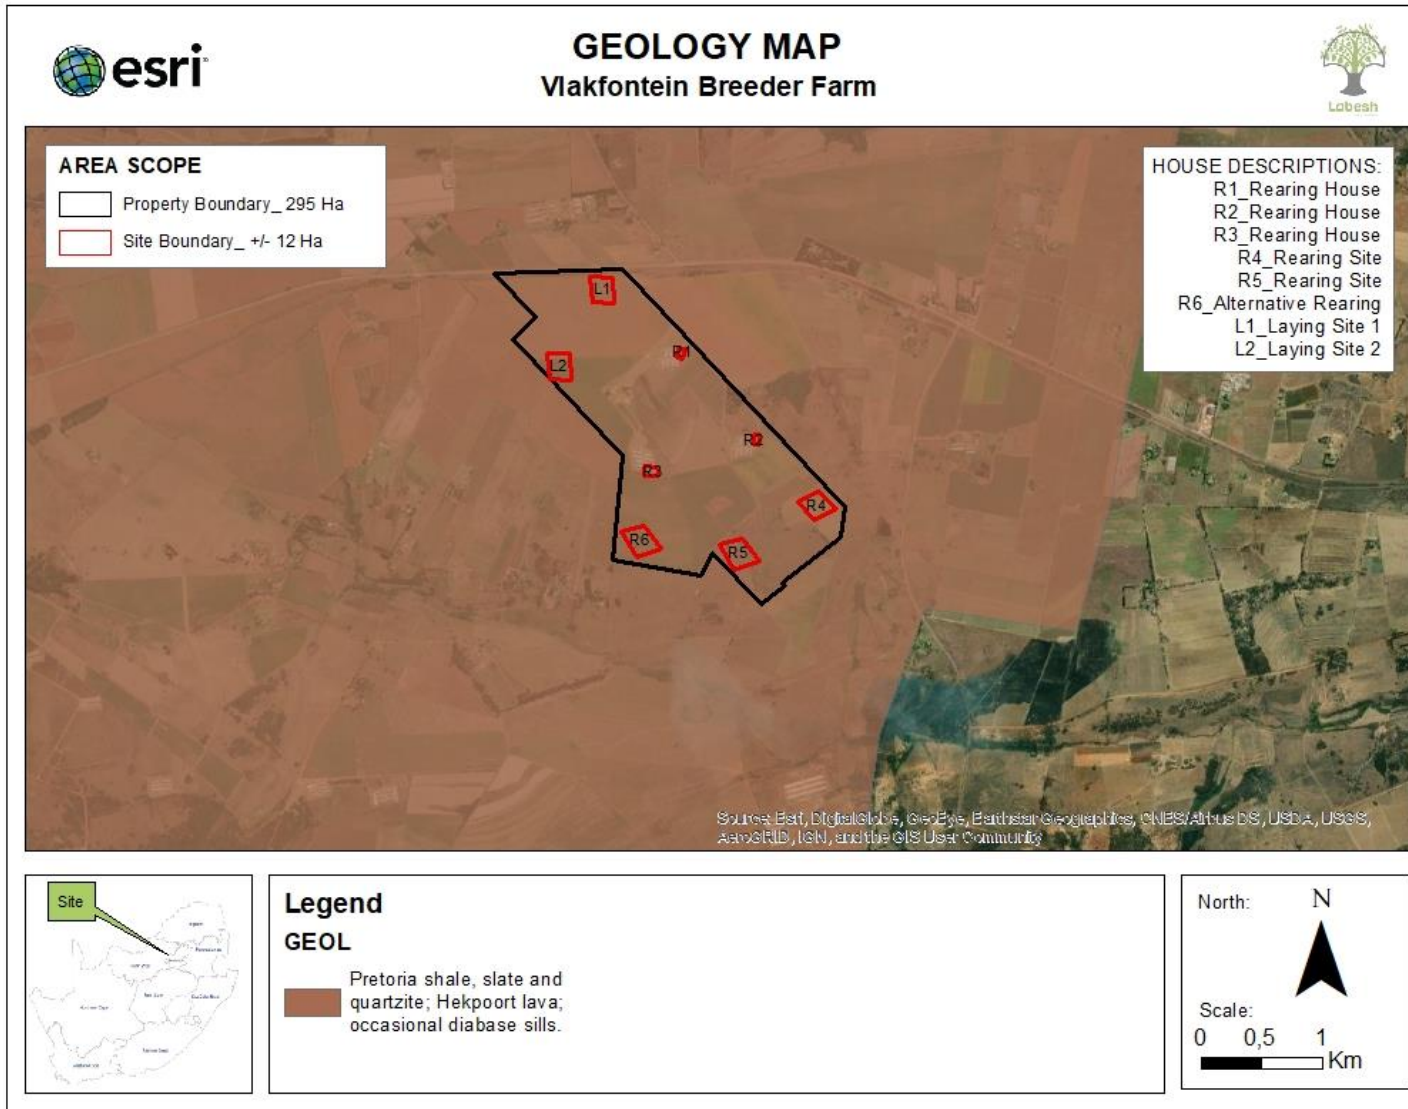 esri
GEOLOGY MAP
Vlakfontein Breeder Farm
Labesh
AREA SCOPE
Property Boundary_ 295 Ha
Site Boundary_ +/- 12 Ha
HOUSE DESCRIPTIONS:
R1_Rearing House
R2_Rearing House
R3_Rearing House
R4_Rearing Site
R5_Rearing Site
R6_Alternative Rearing
L1_Laying Site 1
L2_Laying Site 2
L1
R1
L2
R2
R3
R4
R6
R5
Source: Esri, DigitalGlobe, GeoEye, Earthstar Geographics, CNES/Airbus DS, USDA, USGS,
AeroGRID, IGN, and the GIS User Community
Site
Legend
GEOL
Pretoria shale, slate and
quartzite; Hekpoort lava;
occasional diabase sills.
North:
N
Scale:
0 0,5 1
Km